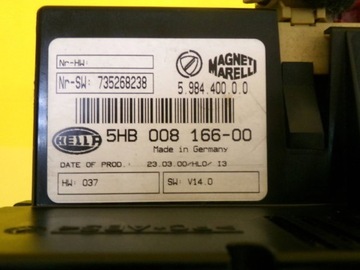 Nr-HW:
Nr-SW: 735268238
MAGNETI
MARELLI
5.984.400.0.0
HELLA
5HB 008 166-00
Made in Germany
DATE OF PROD.: 23.03.00/HLO/ I3
HW: 037
SW: V14.0